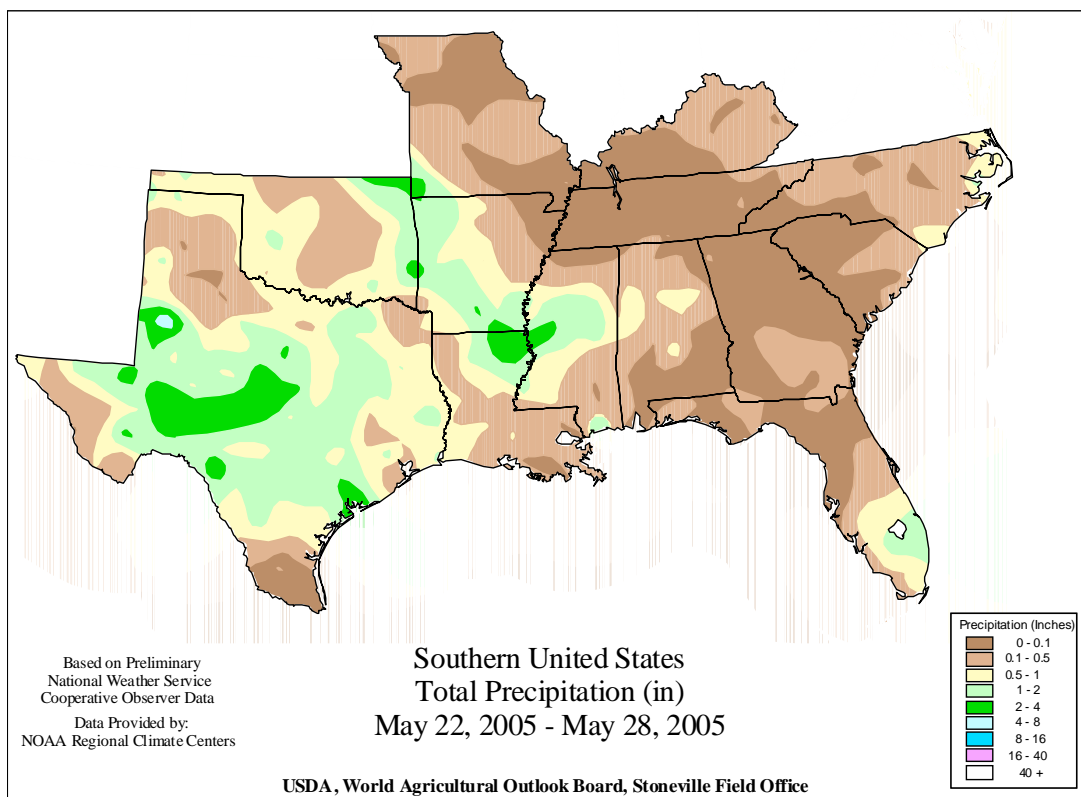 Precipitation (Inches)
0 - 0.1
0.1 - 0.5
0.5 - 1
1 - 2
2 - 4
4 - 8
8 - 16
16 - 40
40 +
Based on Preliminary
National Weather Service
Cooperative Observer Data
Data Provided by:
NOAA Regional Climate Centers
Southern United States
Total Precipitation (in)
May 22, 2005 - May 28, 2005
USDA, World Agricultural Outlook Board, Stoneville Field Office